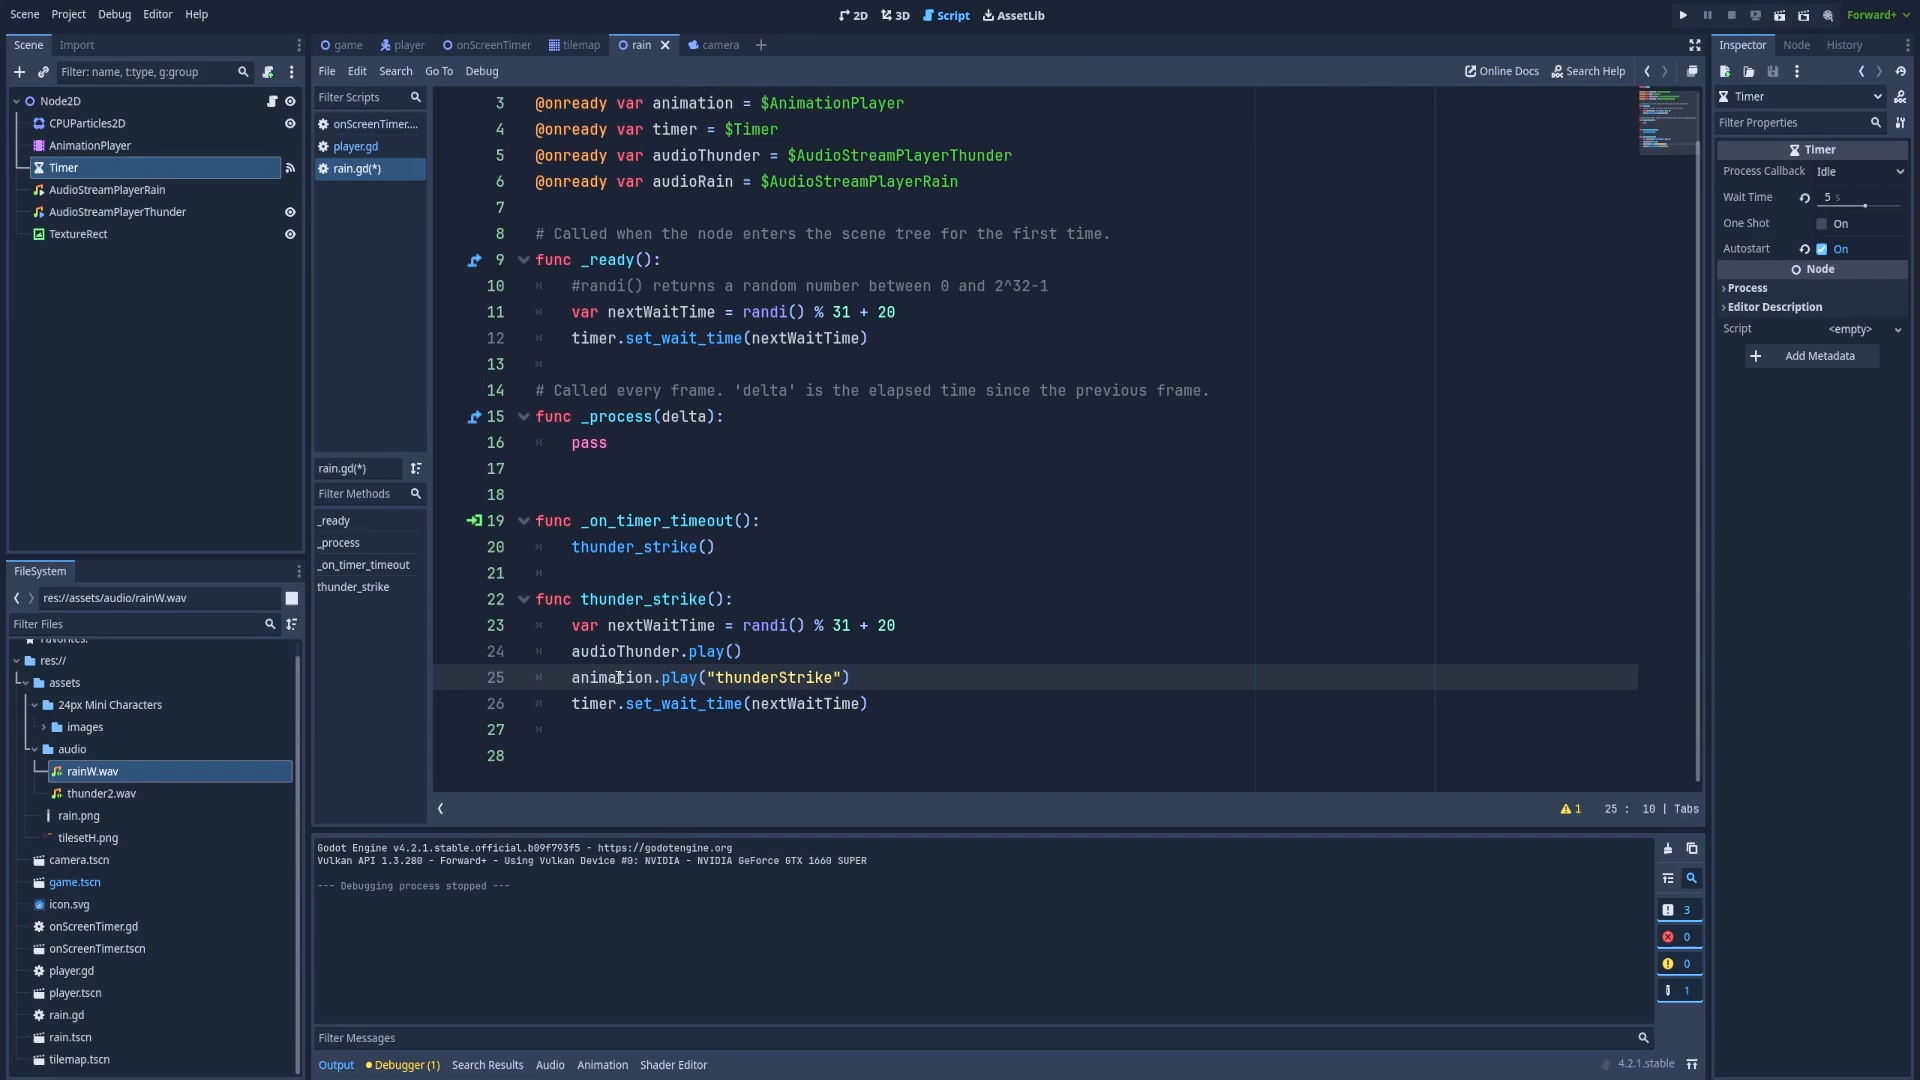 Scene Project Debug Editor Help
2D 3D Script AssetLib
Forward+
Scene Import
Filter: name, t:type, g:group
Node2D
CPUParticles2D
AnimationPlayer
Timer
AudioStreamPlayerRain
AudioStreamPlayerThunder
TextureRect
FileSystem
res://assets/audio/rainW.wav
Filter Files
Favorites:
res://
assets
24px Mini Characters
images
audio
rainW.wav
thunder2.wav
rain.png
tilesetH.png
camera.tscn
game.tscn
icon.svg
onScreenTimer.gd
onScreenTimer.tscn
player.gd
player.tscn
rain.gd
rain.tscn
tilemap.tscn
game player onScreenTimer tilemap rain camera
File Edit Search Go To Debug
Online Docs Search Help
Filter Scripts
onScreenTimer....
player.gd
rain.gd(*)
rain.gd(*)
Filter Methods
_ready
_process
_on_timer_timeout
thunder_strike
3 @onready var animation = $AnimationPlayer
4 @onready var timer = $Timer
5 @onready var audioThunder = $AudioStreamPlayerThunder
6 @onready var audioRain = $AudioStreamPlayerRain
7
8 # Called when the node enters the scene tree for the first time.
9 func _ready():
10 #randi() returns a random number between 0 and 2^32-1
11 var nextWaitTime = randi() % 31 + 20
12 timer.set_wait_time(nextWaitTime)
13
14 # Called every frame. 'delta' is the elapsed time since the previous frame.
15 func _process(delta):
16 pass
17
18
19 func _on_timer_timeout():
20 thunder_strike()
21
22 func thunder_strike():
23 var nextWaitTime = randi() % 31 + 20
24 audioThunder.play()
25 animation.play("thunderStrike")
26 timer.set_wait_time(nextWaitTime)
27
28
1 25 : 10 | Tabs
Godot Engine v4.2.1.stable.official.b09f793f5 - https://godotengine.org
Vulkan API 1.3.280 - Forward+ - Using Vulkan Device #0: NVIDIA - NVIDIA GeForce GTX 1660 SUPER
--- Debugging process stopped ---
3
0
0
1
Filter Messages
Output Debugger (1) Search Results Audio Animation Shader Editor
4.2.1.stable
Inspector Node History
Timer
Filter Properties
Timer
Process Callback Idle
Wait Time 5 s
One Shot On
Autostart On
Node
Process
Editor Description
Script <empty>
Add Metadata